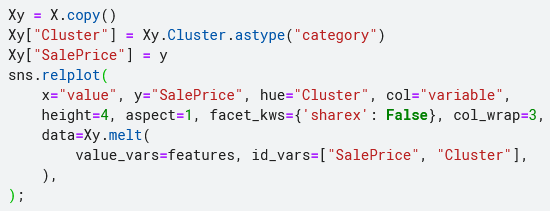 Xy = X.copy()
Xy["Cluster"] = Xy.Cluster.astype("category")
Xy["SalePrice"] = y
sns.relplot(
    x="value", y="SalePrice", hue="Cluster", col="variable",
    height=4, aspect=1, facet_kws={'sharex': False}, col_wrap=3,
    data=Xy.melt(
        value_vars=features, id_vars=["SalePrice", "Cluster"],
    ),
);